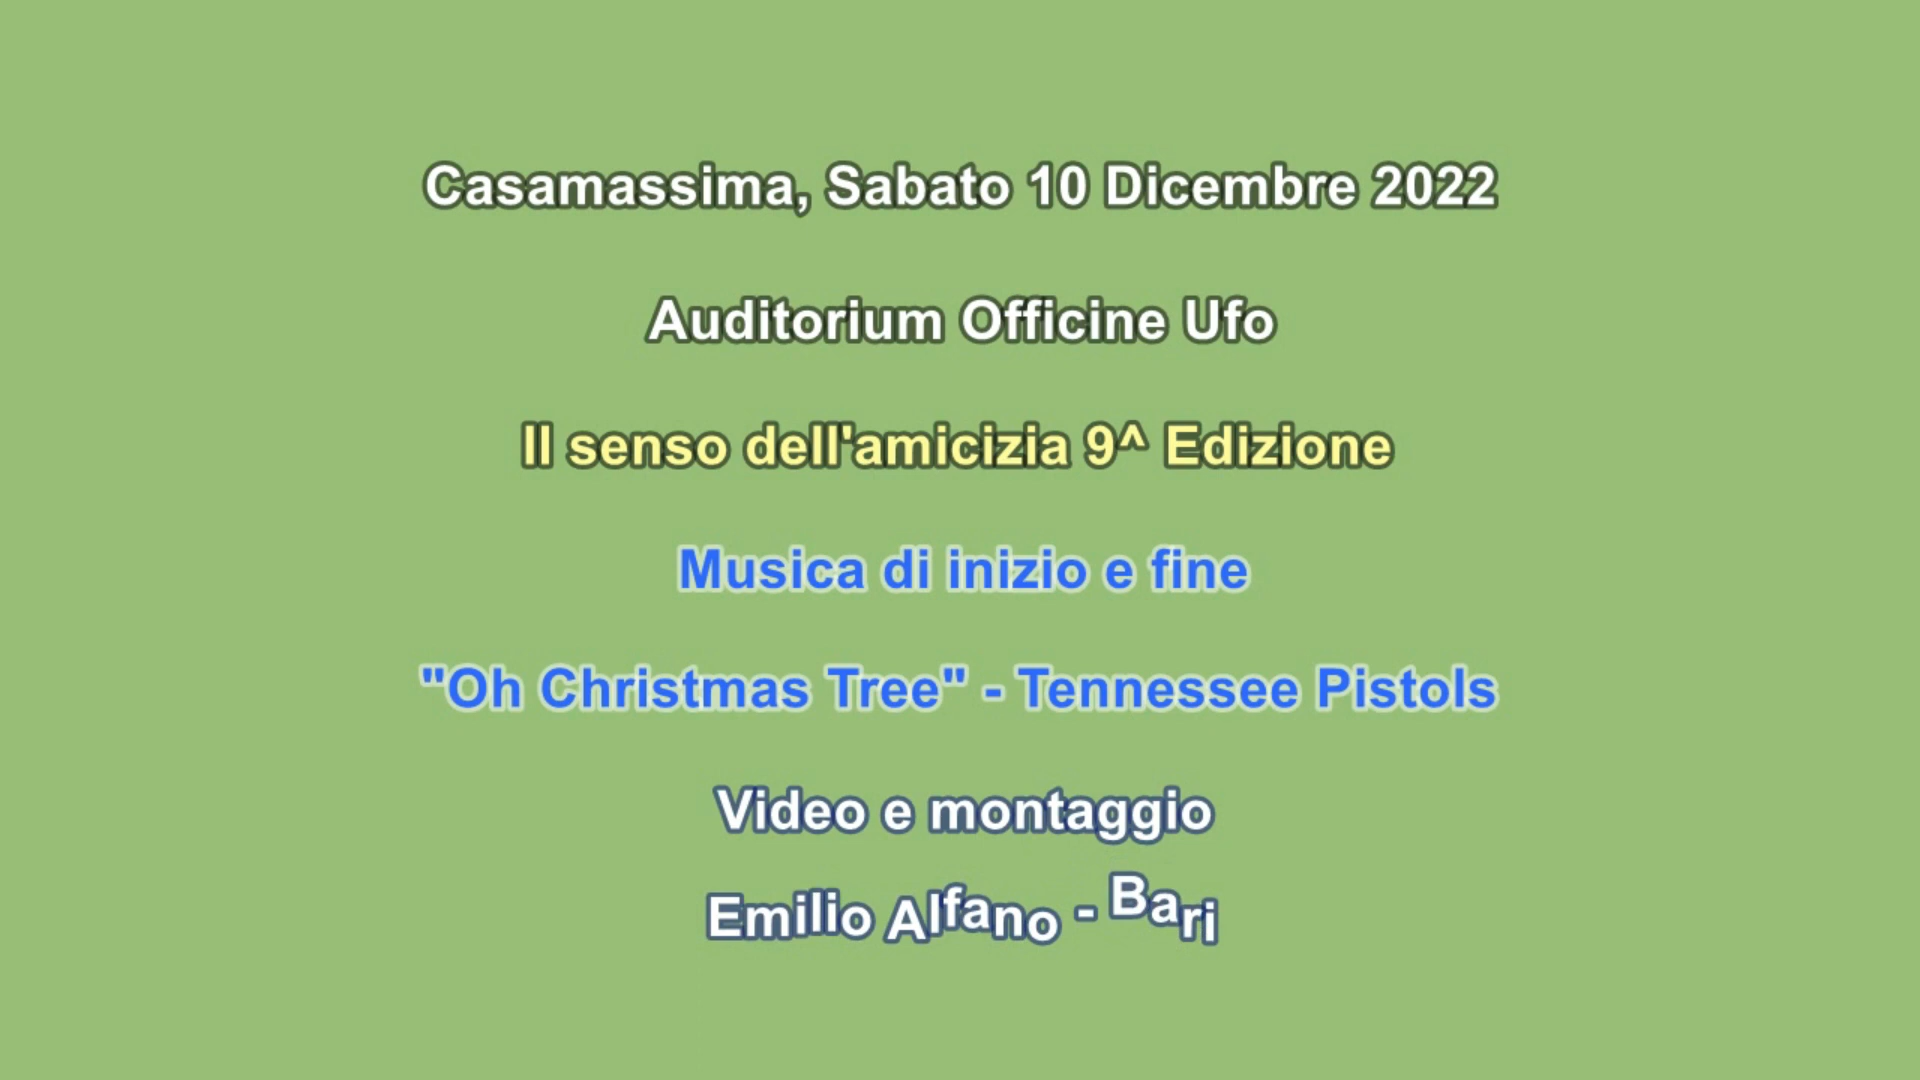 Casamassima, Sabato 10 Dicembre 2022
Auditorium Officine Ufo
Il senso dell'amicizia 9^ Edizione
Musica di inizio e fine
"Oh Christmas Tree" - Tennessee Pistols
Video e montaggio
Emilio Alfano - Bari